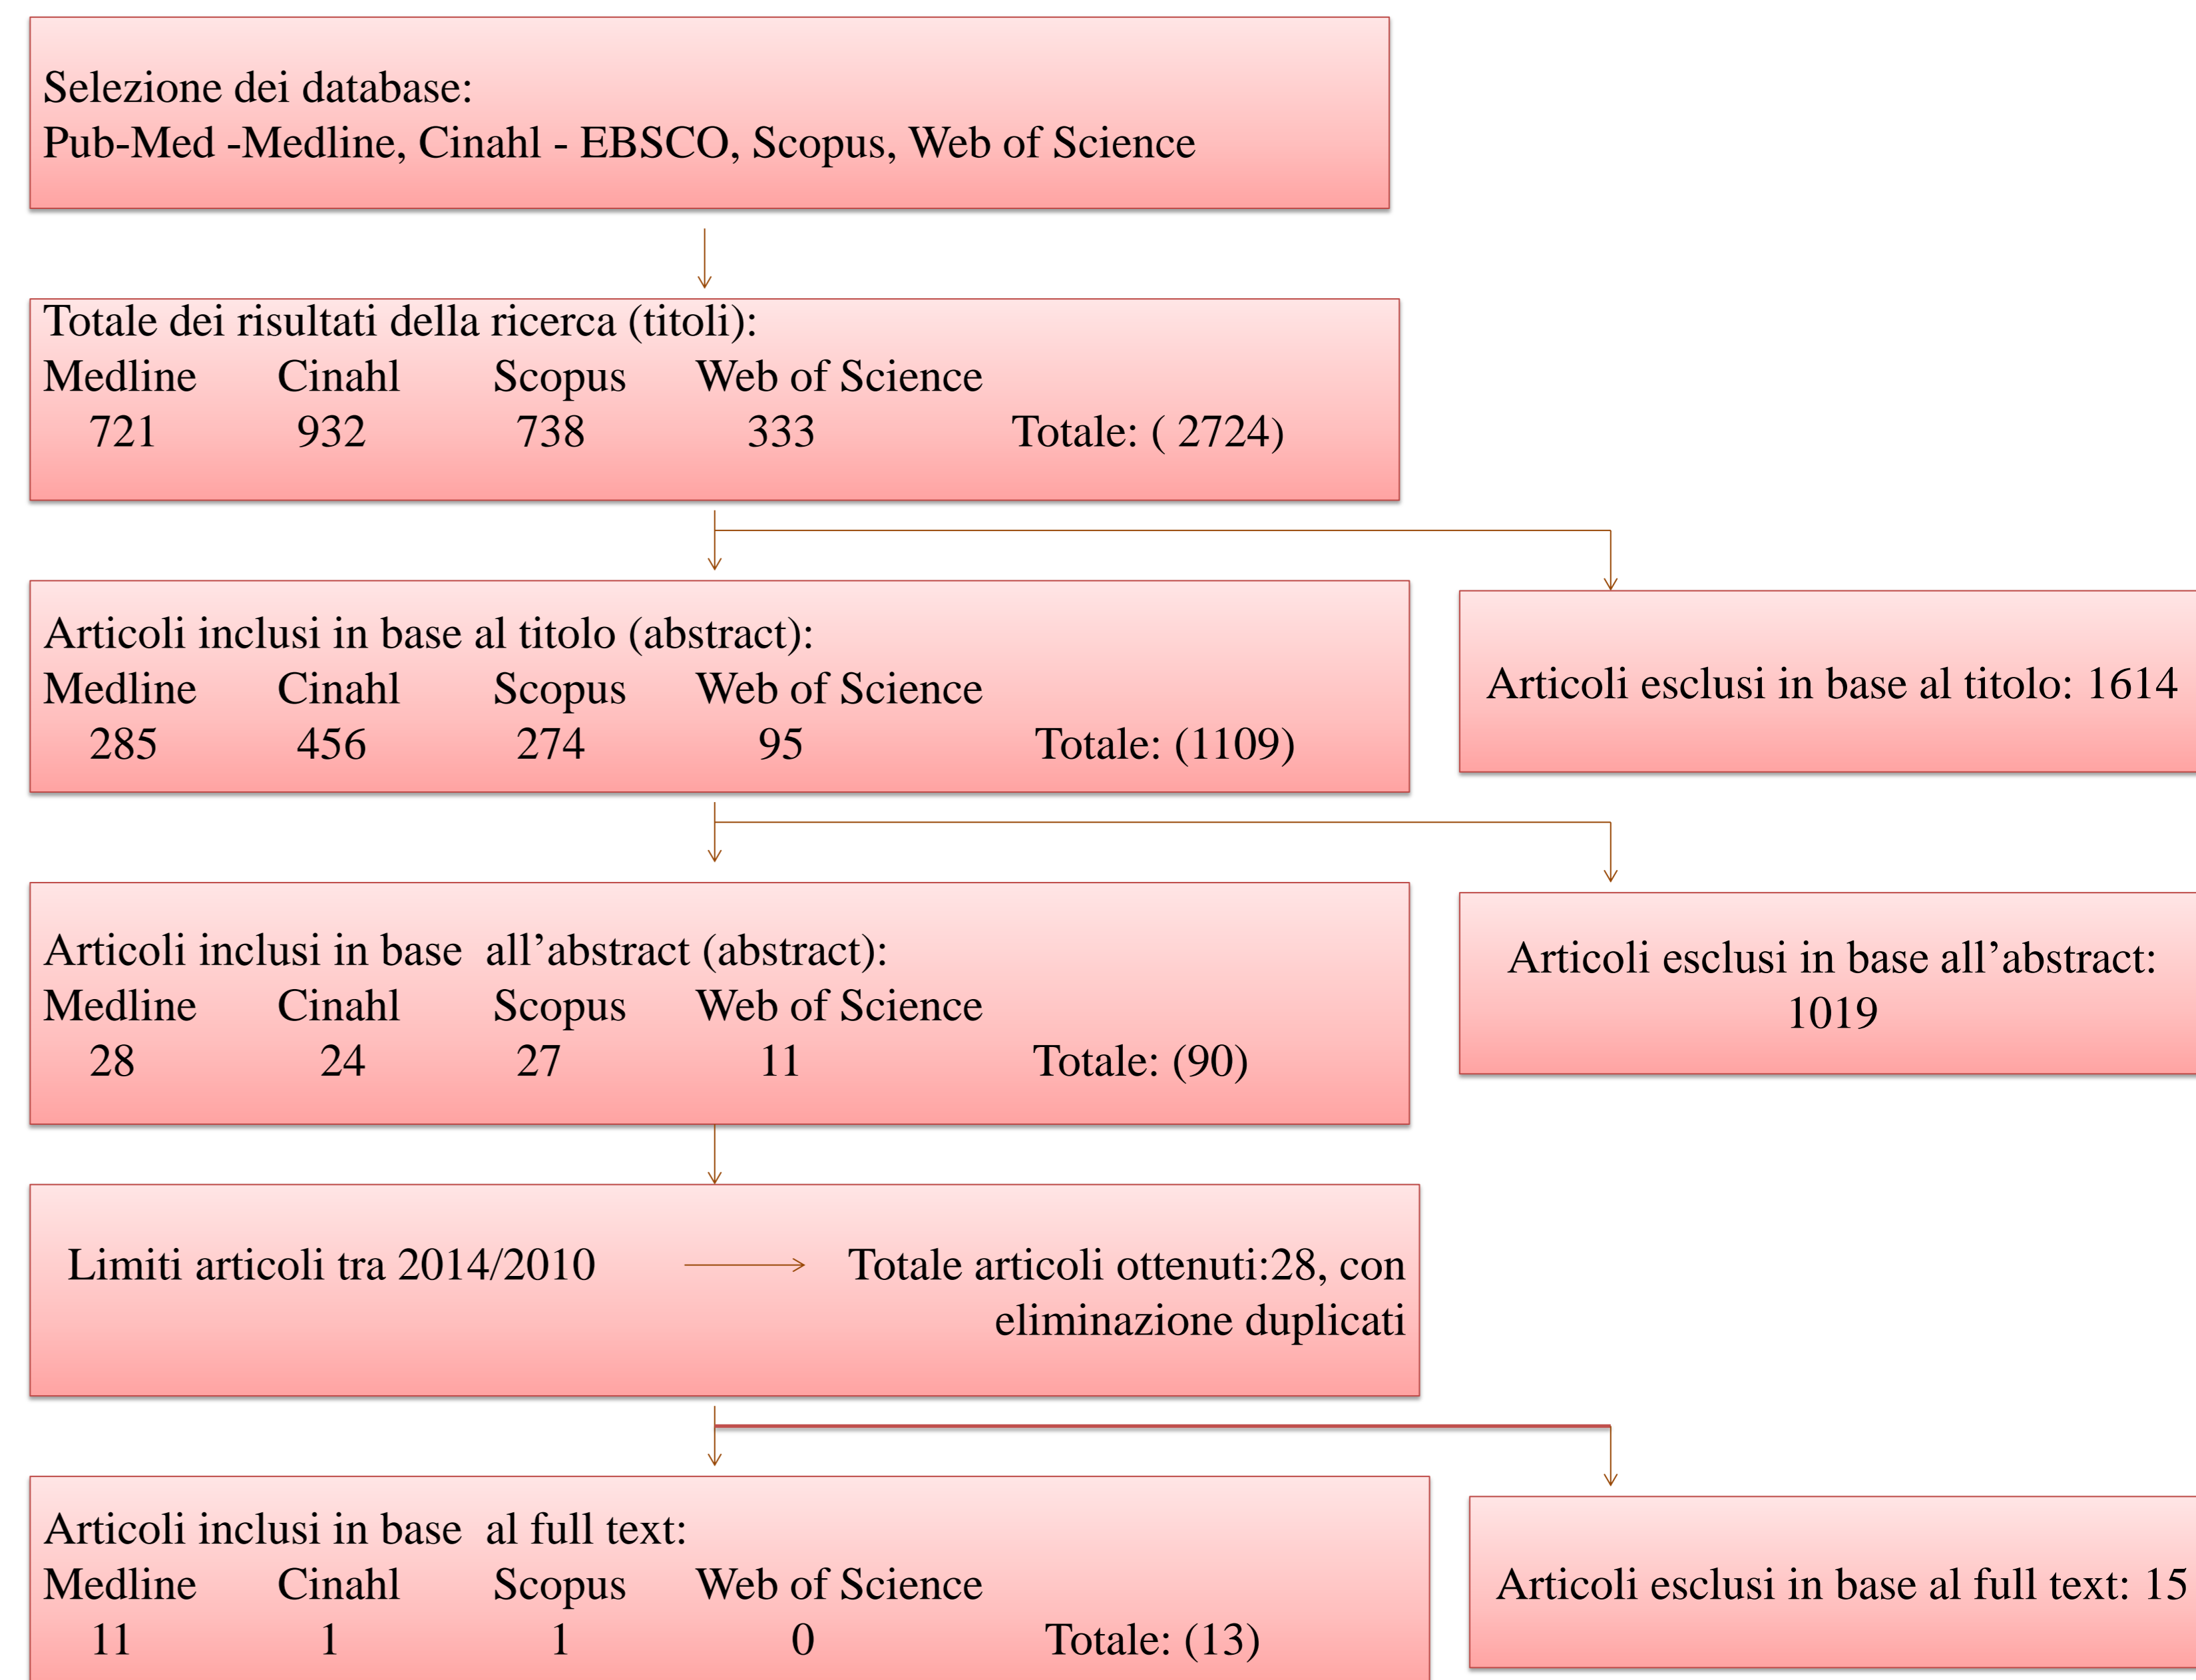 Selezione dei database:
Pub-Med -Medline, Cinahl - EBSCO, Scopus, Web of Science
Totale dei risultati della ricerca (titoli):
Medline Cinahl Scopus Web of Science
721 932 738 333 Totale: ( 2724)
Articoli inclusi in base al titolo (abstract):
Medline Cinahl Scopus Web of Science
285 456 274 95 Totale: (1109)
Articoli esclusi in base al titolo: 1614
Articoli inclusi in base all’abstract (abstract):
Medline Cinahl Scopus Web of Science
28 24 27 11 Totale: (90)
Articoli esclusi in base all’abstract:
1019
Limiti articoli tra 2014/2010
Totale articoli ottenuti:28, con
eliminazione duplicati
Articoli inclusi in base al full text:
Medline Cinahl Scopus Web of Science
11 1 1 0 Totale: (13)
Articoli esclusi in base al full text: 15